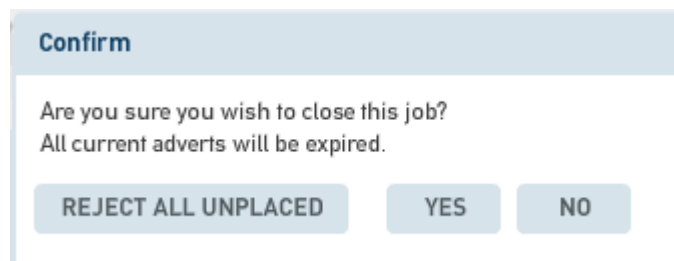 Confirm
Are you sure you wish to close this job?
All current adverts will be expired.
REJECT ALL UNPLACED YES NO